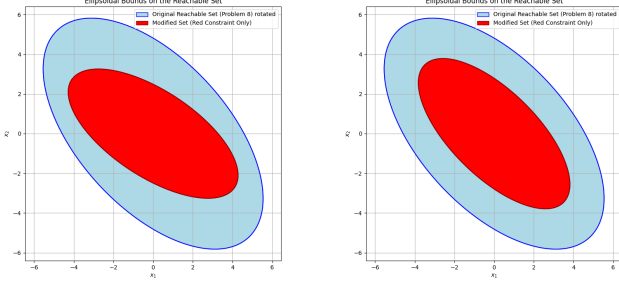 Ellipsoidal Bounds on the Reachable Set
Original Reachable Set (Problem 8) rotated
Modified Set (Red Constraint Only)
6
4
2
0
−2
−4
−6
x2
−6
−4
−2
0
2
4
6
x1
Ellipsoidal Bounds on the Reachable Set
Original Reachable Set (Problem 8) rotated
Modified Set (Red Constraint Only)
6
4
2
0
−2
−4
−6
x2
−6
−4
−2
0
2
4
6
x1